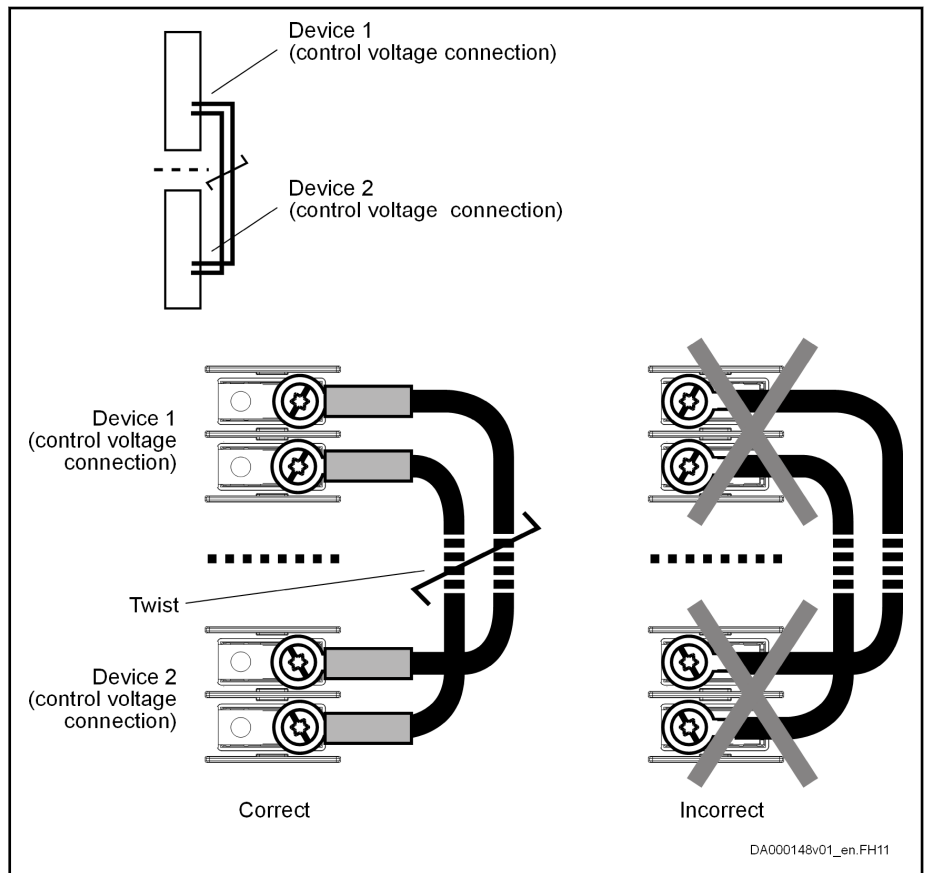 Device 1
(control voltage connection)
Device 2
(control voltage connection)
Device 1
(control voltage
connection)
Twist
Device 2
(control voltage
connection)
Correct
Incorrect
DA000148v01_en.FH11